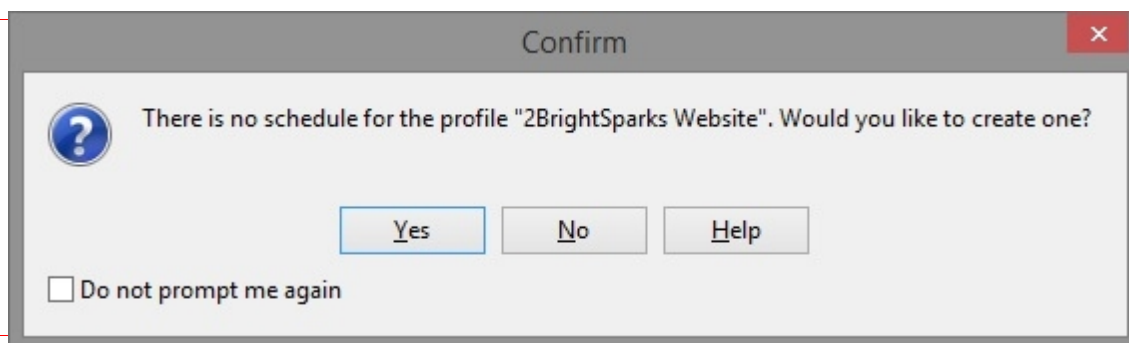 Confirm
There is no schedule for the profile "2BrightSparks Website". Would you like to create one?
Yes
No
Help
Do not prompt me again